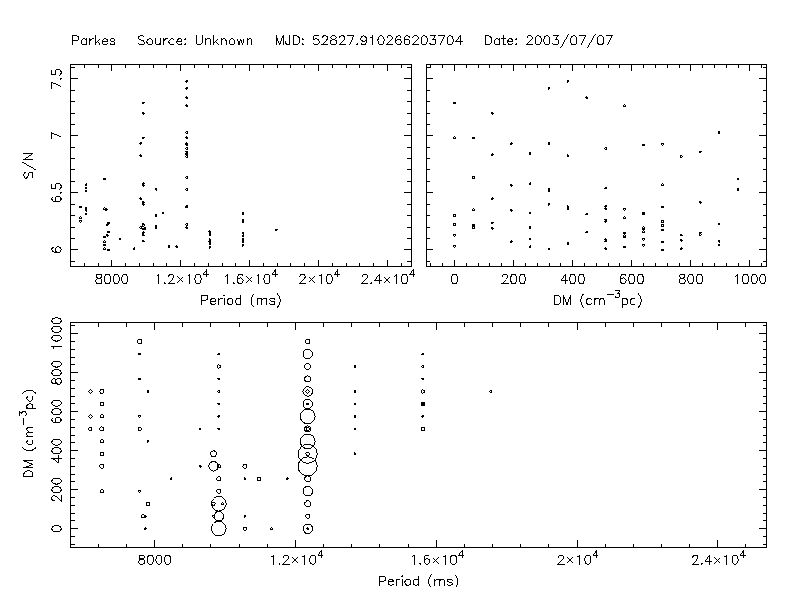 Parkes Source: Unknown MJD: 52827.910266203704 Date: 2003/07/07
7.5
7
6.5
6
S/N
8000 1.2×10⁴ 1.6×10⁴ 2×10⁴ 2.4×10⁴
Period (ms)
0 200 400 600 800 1000
DM (cm⁻³pc)
1000
800
600
400
200
0
DM (cm⁻³pc)
8000 1.2×10⁴ 1.6×10⁴ 2×10⁴ 2.4×10⁴
Period (ms)